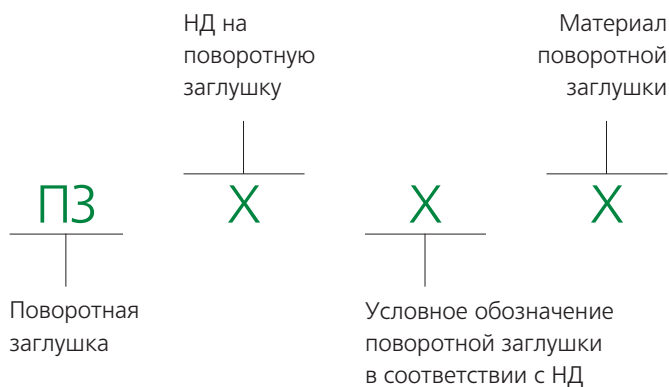 НД на
поворотную
заглушку
Материал
поворотной
заглушки
ПЗ Х Х Х
Поворотная
заглушка
Условное обозначение
поворотной заглушки
в соответствии с НД